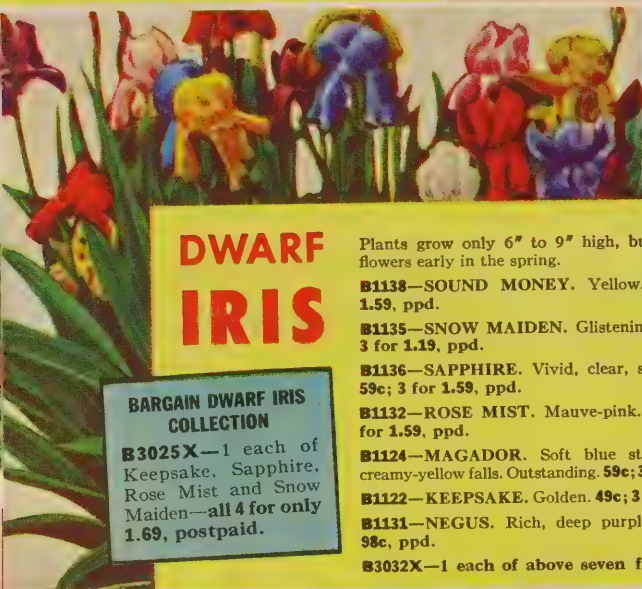 DWARF
IRIS
BARGAIN DWARF IRIS
COLLECTION
B3025X—1 each of
Keepsake, Sapphire,
Rose Mist and Snow
Maiden—all 4 for only
1.69, postpaid.
Plants grow only 6" to 9" high,
flowers early in the spring.
B1138—SOUND MONEY. Yellow.
1.59, ppd.
B1135—SNOW MAIDEN.
3 for 1.19, ppd.
B1136—SAPPHIRE. Vivid, clear,
59c; 3 for 1.59, ppd.
B1132—ROSE MIST. Mauve-pink.
for 1.59, ppd.
B1124—MAGADOR. Soft blue
creamy-yellow falls. Outstanding. 59c;
B1122—KEEPSAKE. Golden. 49c; 3
B1131—NEGUS. Rich, deep
98c, ppd.
B3032X—1 each of above seven